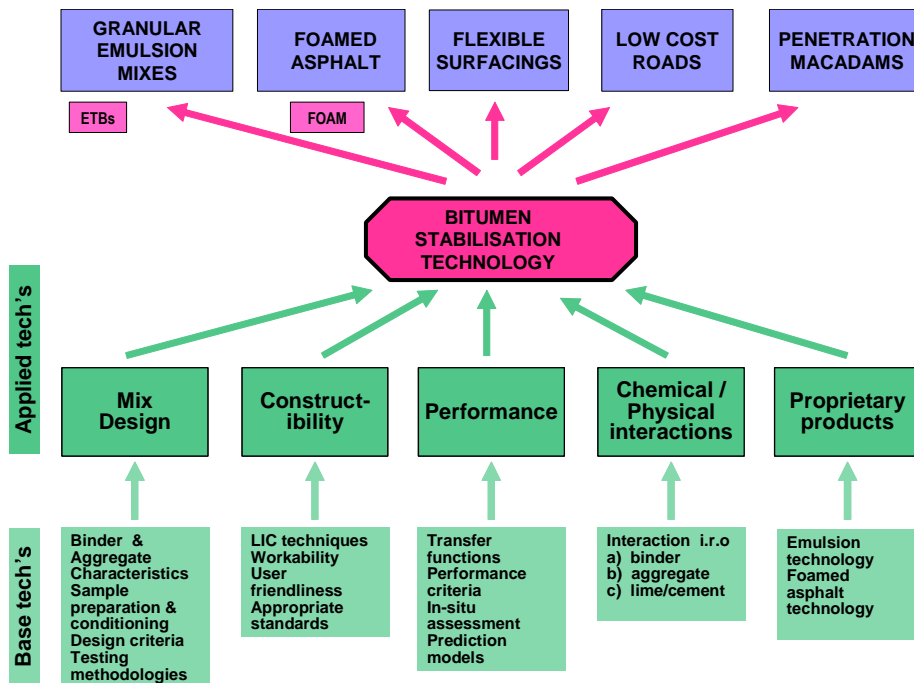 GRANULAR
EMULSION
MIXES
FOAMED
ASPHALT
FLEXIBLE
SURFACINGS
LOW COST
ROADS
PENETRATION
MACADAMS
ETBs
FOAM
BITUMEN
STABILISATION
TECHNOLOGY
Applied tech's
Mix
Design
Construct-
ibility
Performance
Chemical /
Physical
interactions
Proprietary
products
Base tech's
Binder &
Aggregate
Characteristics
Sample
preparation &
conditioning
Design criteria
Testing
methodologies
LIC techniques
Workability
User
friendliness
Appropriate
standards
Transfer
functions
Performance
criteria
In-situ
assessment
Prediction
models
Interaction i.r.o
a) binder
b) aggregate
c) lime/cement
Emulsion
technology
Foamed
asphalt
technology